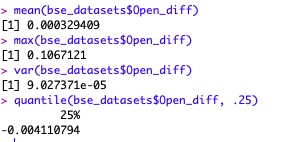 > mean(bse_datasets$Open_diff)
[1] 0.000329409
> max(bse_datasets$Open_diff)
[1] 0.1067121
> var(bse_datasets$Open_diff)
[1] 9.027371e-05
> quantile(bse_datasets$Open_diff, .25)
25%
-0.004110794